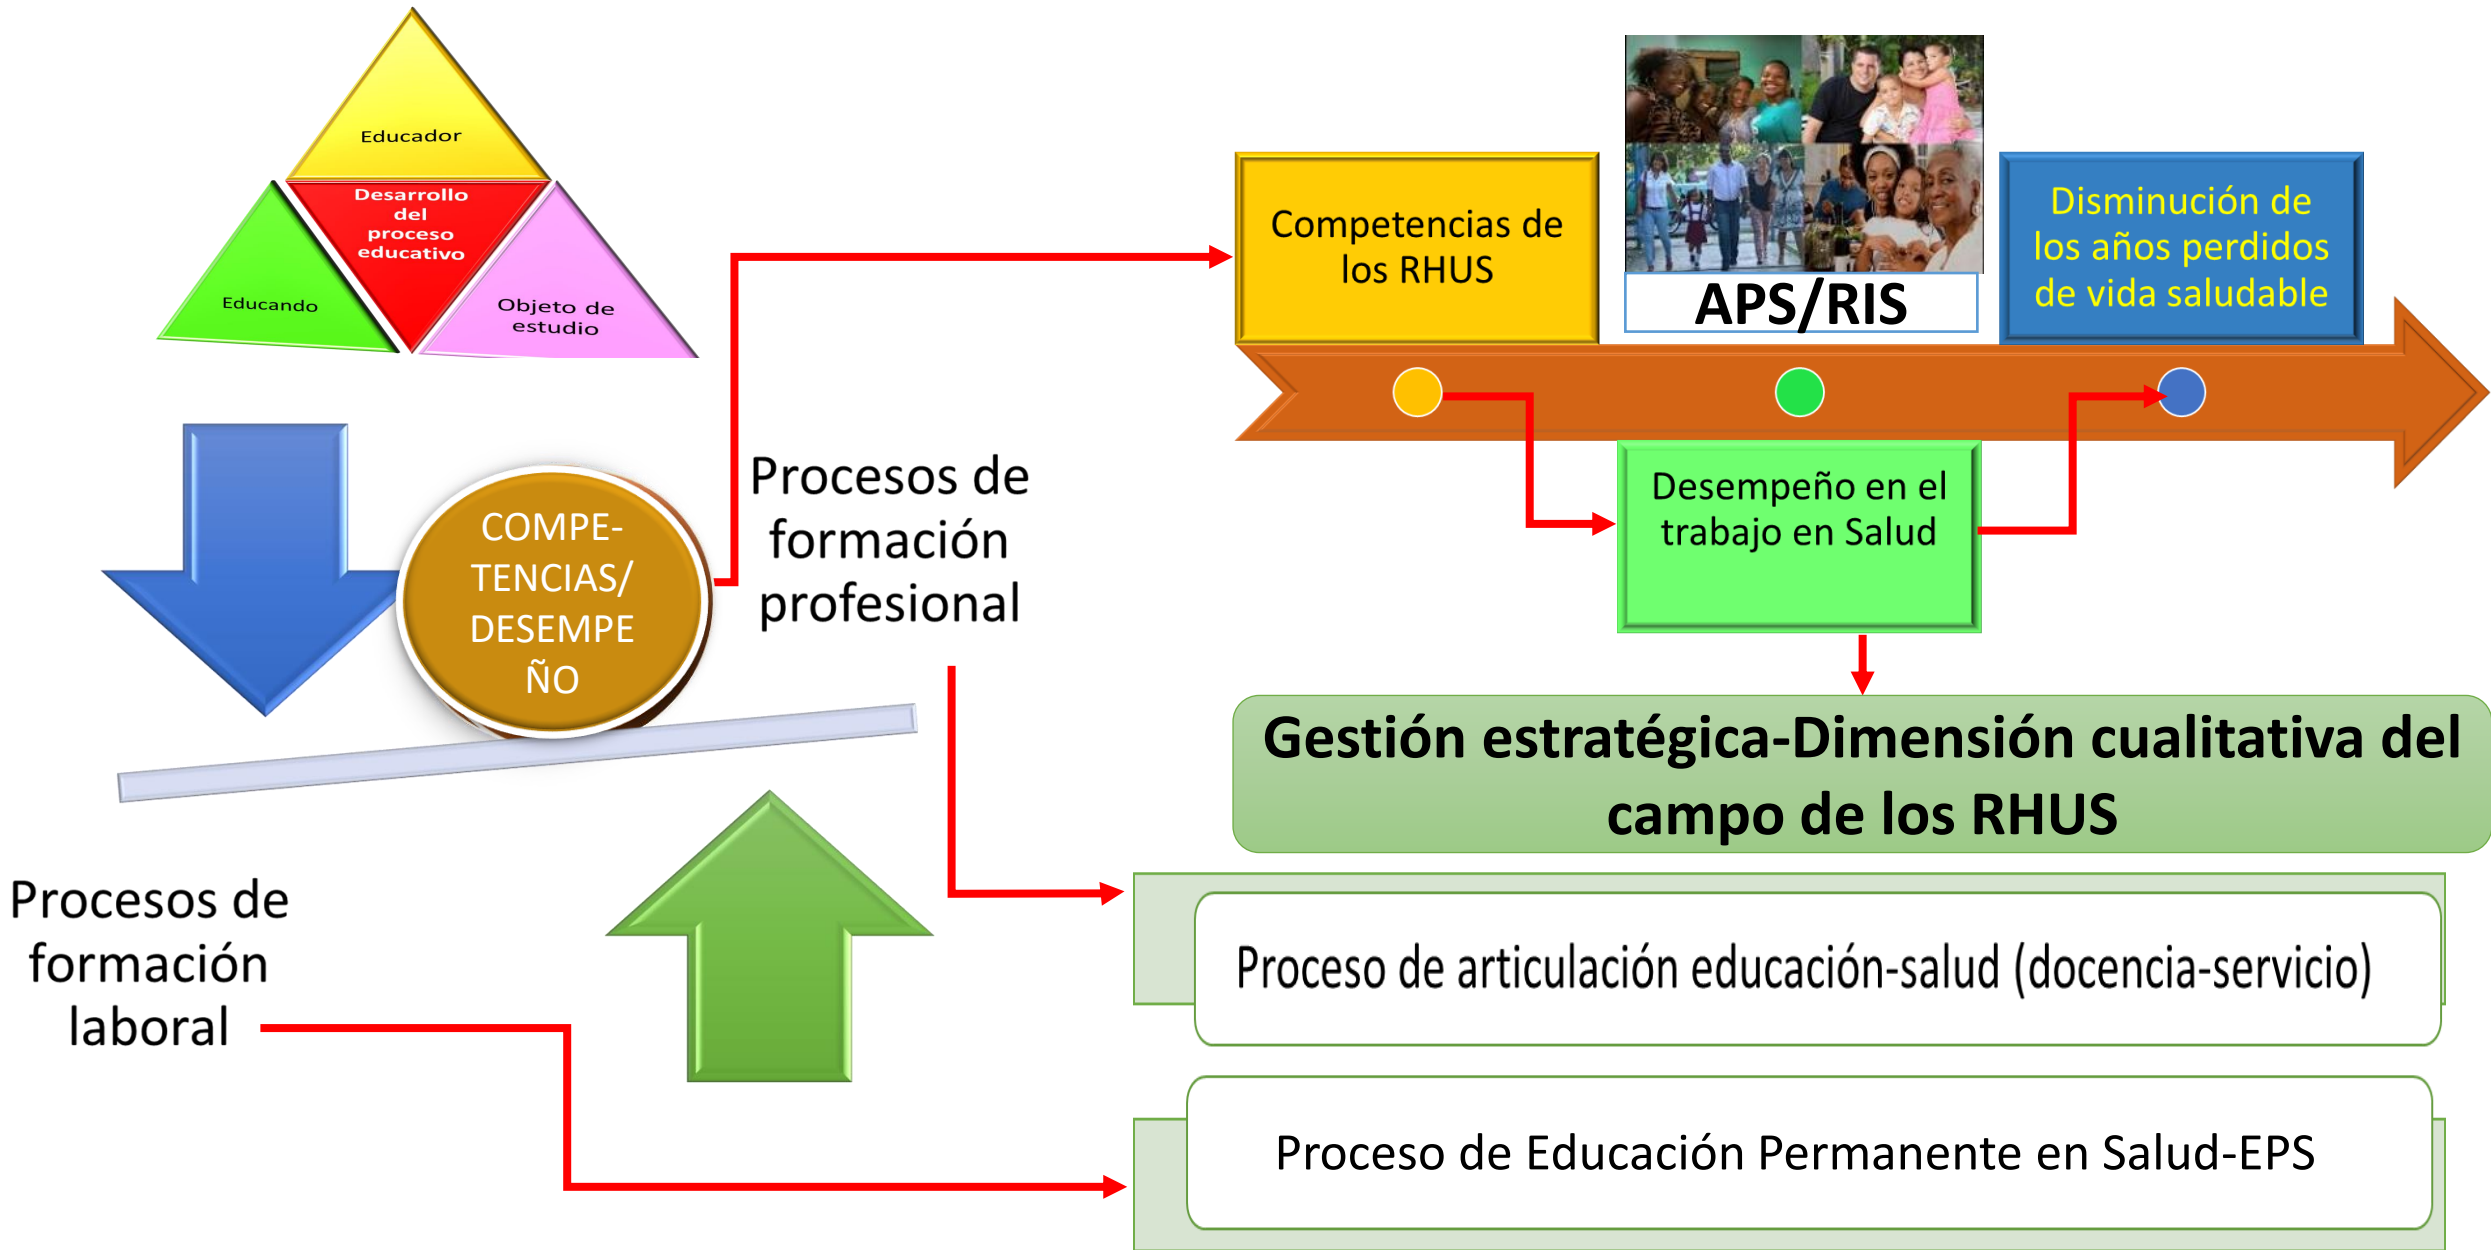 Educador
Desarrollo
del
proceso
educativo
Educando
Objeto de
estudio
COMPE-
TENCIAS/
DESEMPE
ÑO
Procesos de
formación
profesional
Procesos de
formación
laboral
Competencias de
los RHUS
APS/RIS
Disminución de
los años perdidos
de vida saludable
Desempeño en el
trabajo en Salud
Gestión estratégica-Dimensión cualitativa del
campo de los RHUS
Proceso de articulación educación-salud (docencia-servicio)
Proceso de Educación Permanente en Salud-EPS